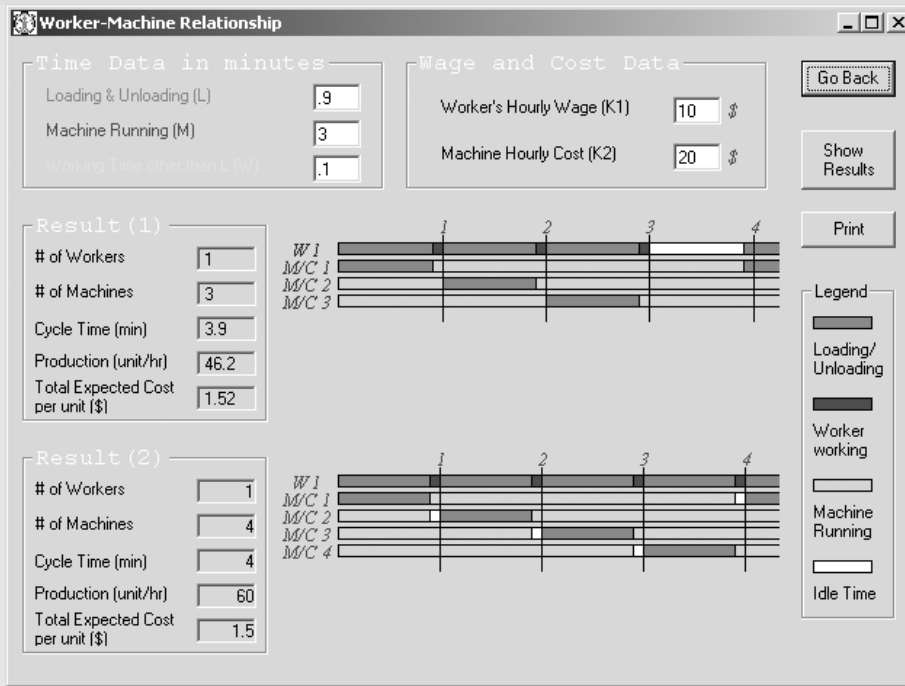 Worker-Machine Relationship
Time Data in minutes
Loading & Unloading (L)
.9
Machine Running (M)
3
Working Time other than L (W)
.1
Wage and Cost Data
Worker's Hourly Wage (K1)
10 $
Machine Hourly Cost (K2)
20 $
Go Back
Show Results
Print
Result (1)
# of Workers
1
# of Machines
3
Cycle Time (min)
3.9
Production (unit/hr)
46.2
Total Expected Cost
per unit ($)
1.52
1 2 3 4
W 1
M/C 1
M/C 2
M/C 3
Legend
Loading/
Unloading
Worker
working
Machine
Running
Idle Time
Result (2)
# of Workers
1
# of Machines
4
Cycle Time (min)
4
Production (unit/hr)
60
Total Expected Cost
per unit ($)
1.5
1 2 3 4
W 1
M/C 1
M/C 2
M/C 3
M/C 4